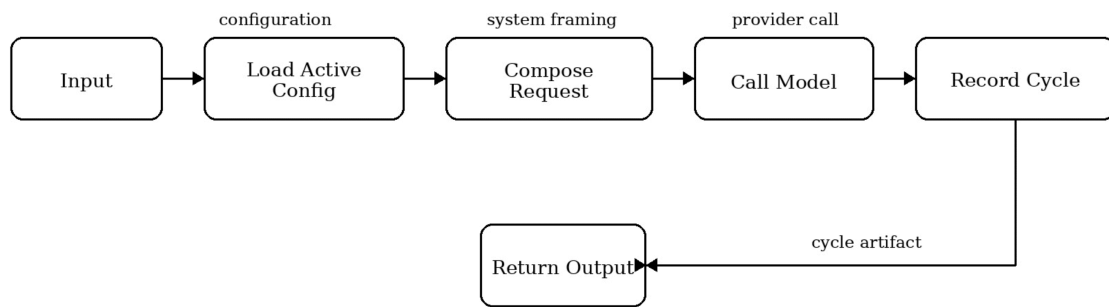 configuration
system framing
provider call
Input
Load Active
Config
Compose
Request
Call Model
Record Cycle
cycle artifact
Return Output